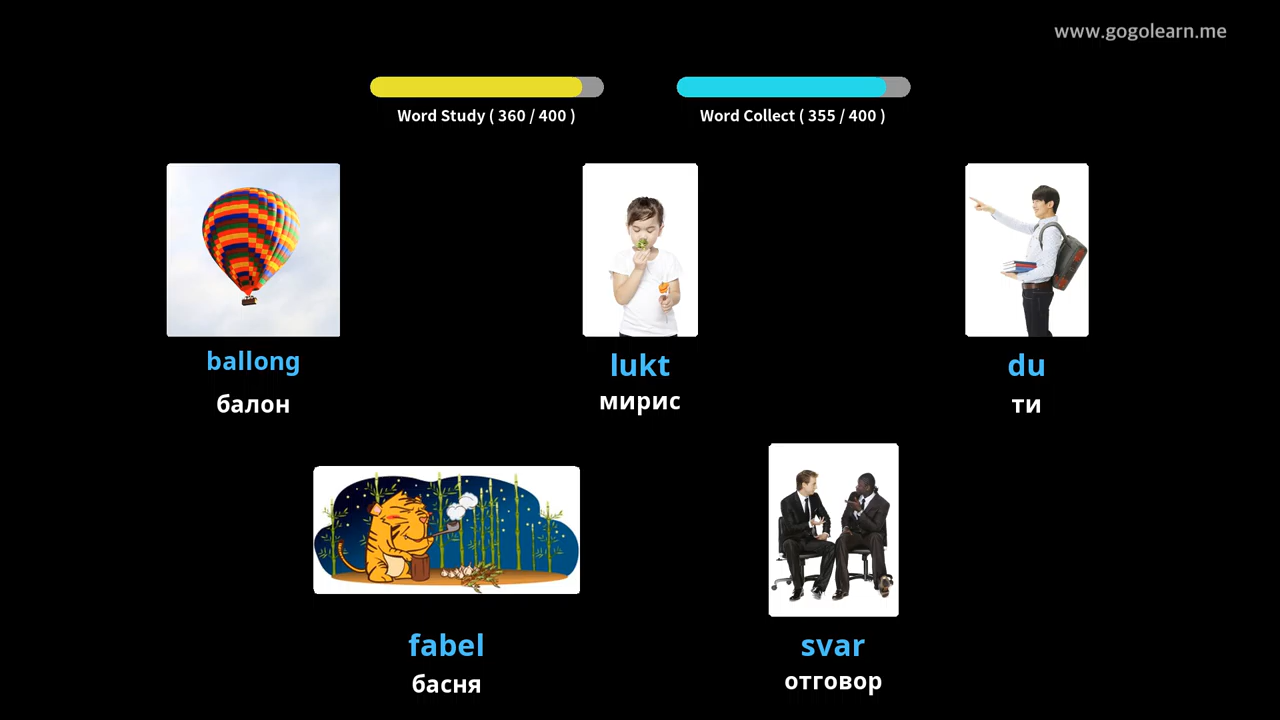 www.gogolearn.me
Word Study ( 360 / 400 )
Word Collect ( 355 / 400 )
ballong
балон
lukt
мирис
du
ти
fabel
басня
svar
отговор